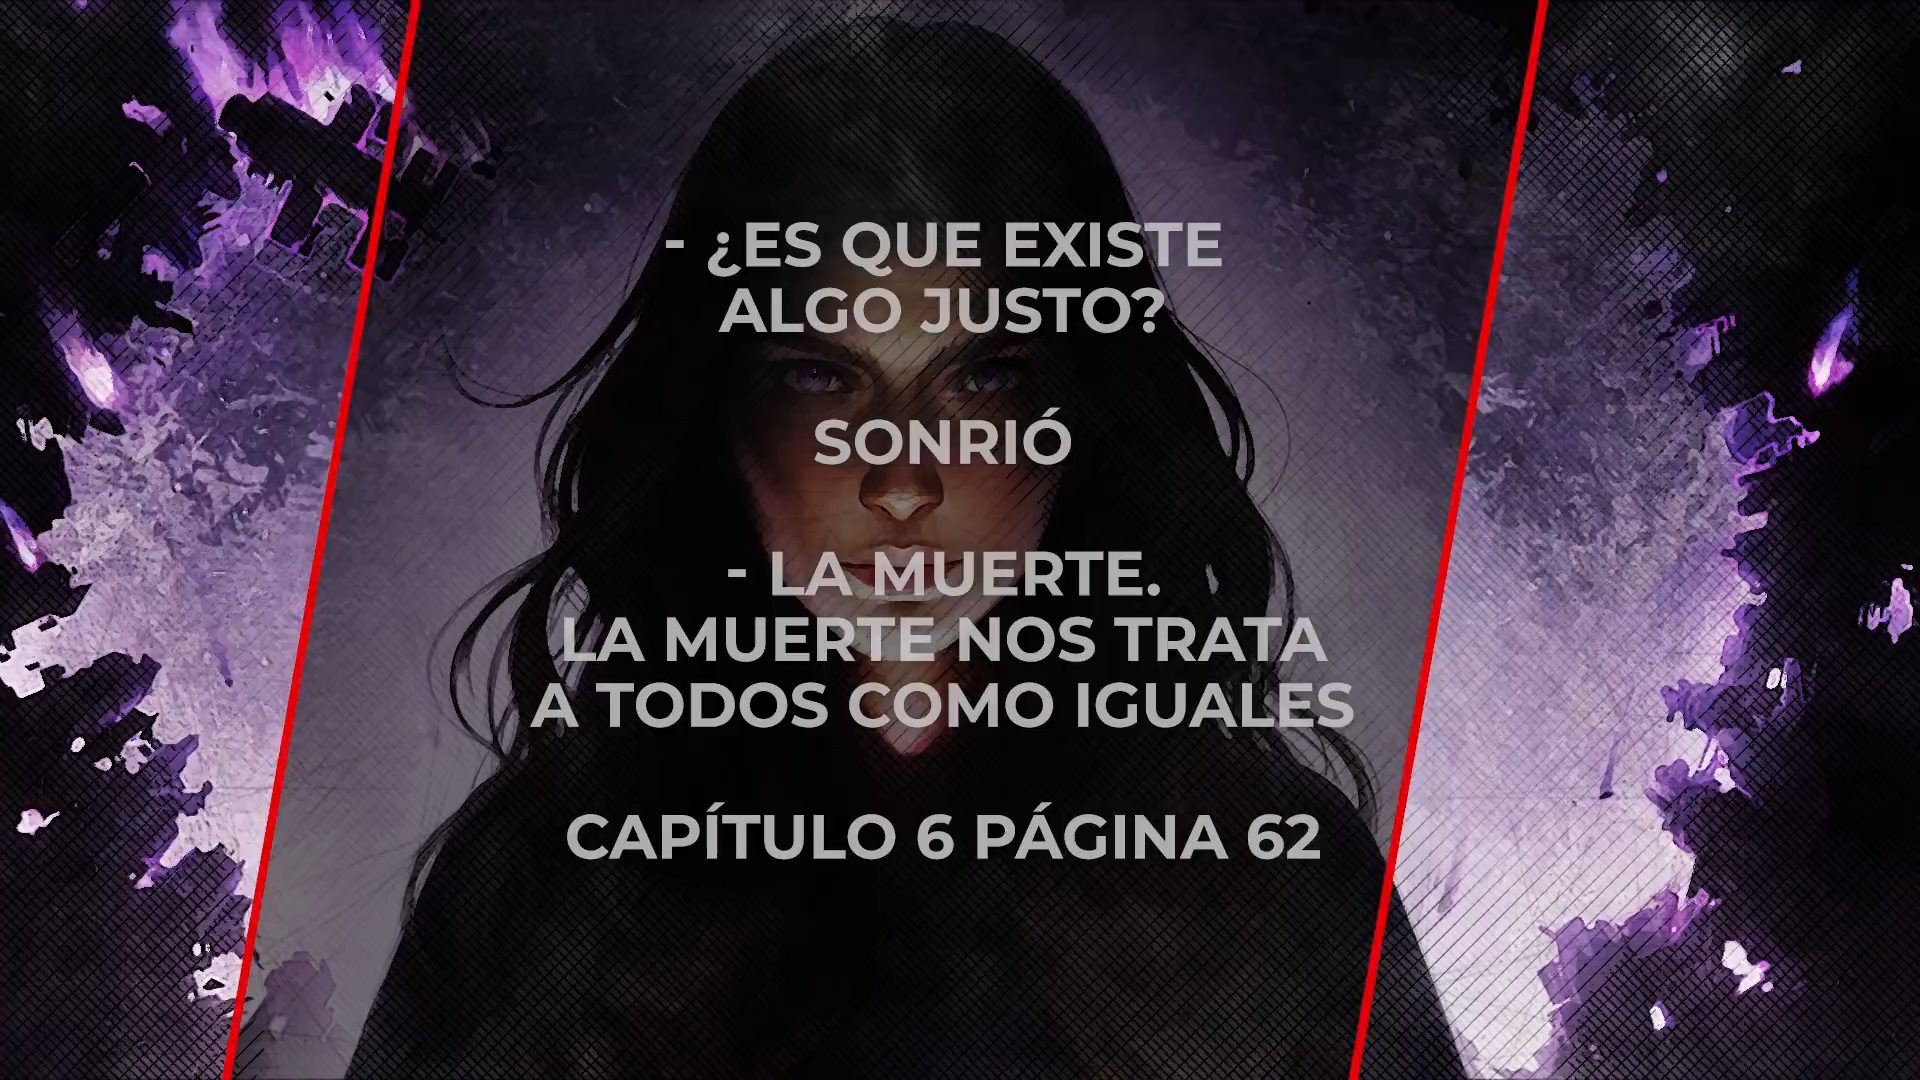 - ¿ES QUE EXISTE
ALGO JUSTO?
SONRIÓ
- LA MUERTE.
LA MUERTE NOS TRATA
A TODOS COMO IGUALES
CAPÍTULO 6 PÁGINA 62